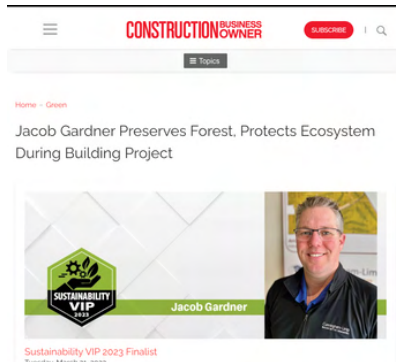 CONSTRUCTION BUSINESS OWNER
SUBSCRIBE
Topics
Home - Green
Jacob Gardner Preserves Forest, Protects Ecosystem
During Building Project
SUSTAINABILITY
VIP
2023
Jacob Gardner
Sustainability VIP 2023 Finalist